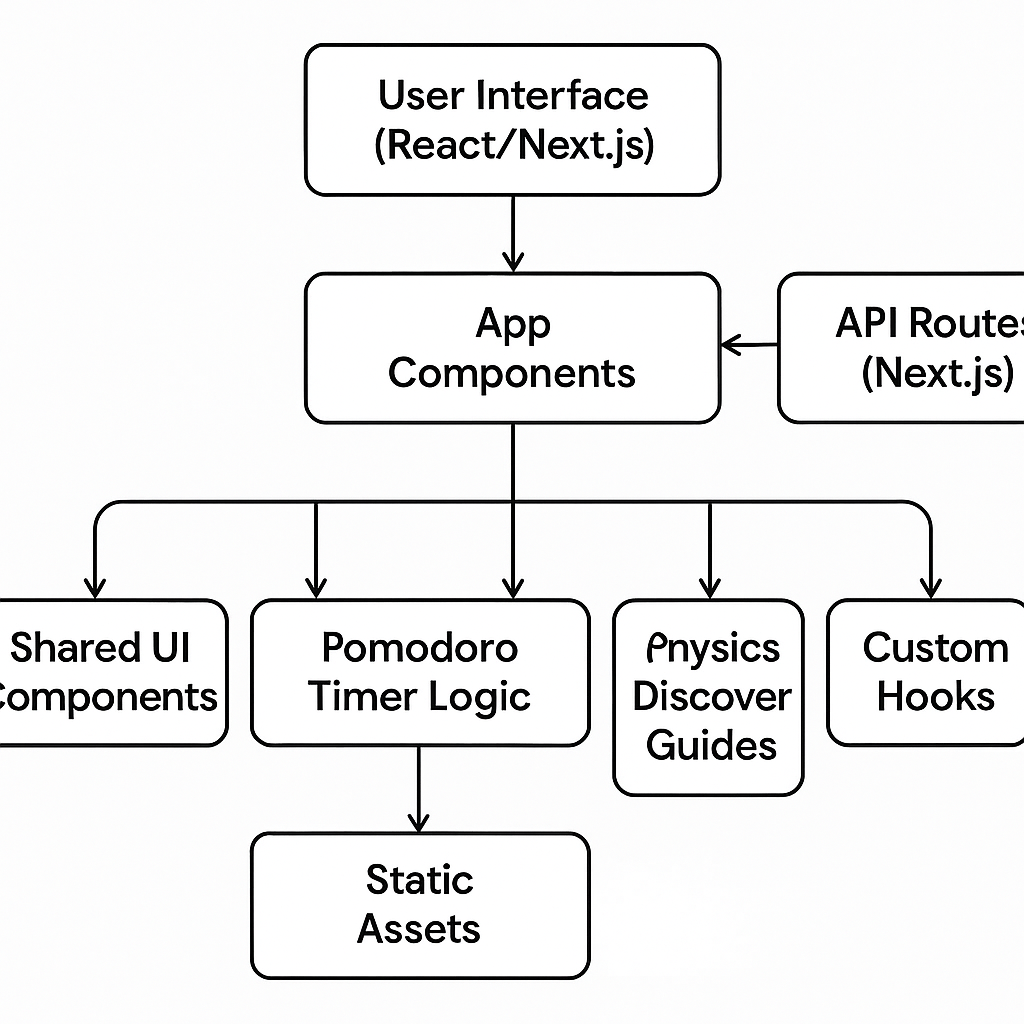 User Interface
(React/Next.js)
App
Components
API Routes
(Next.js)
Shared UI
Components
Pomodoro
Timer Logic
Pnysics
Discover
Guides
Custom
Hooks
Static
Assets